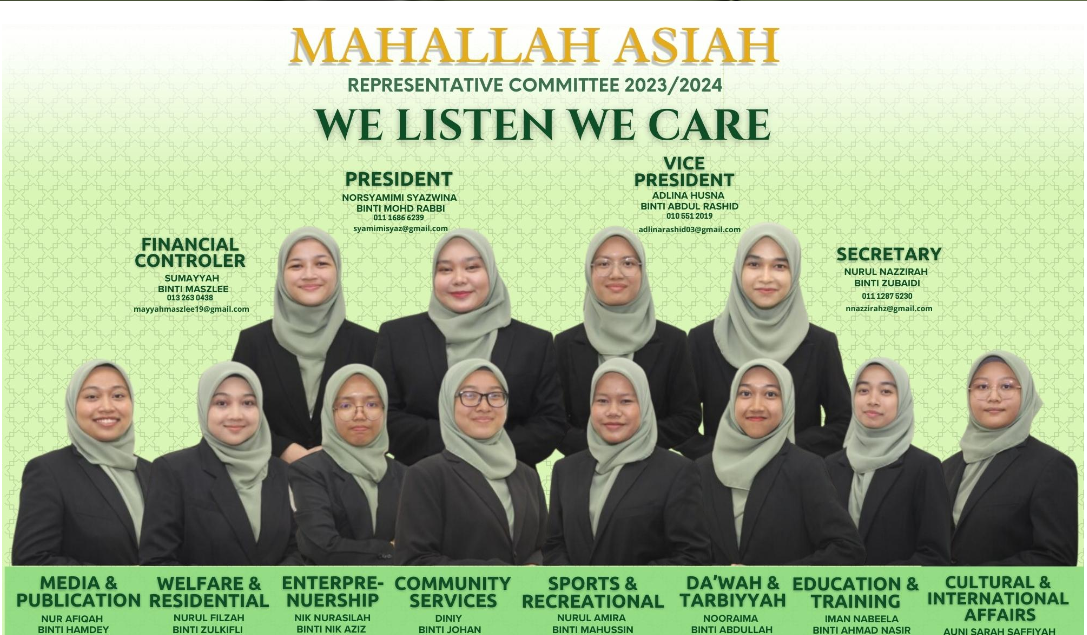 MAHALLAH ASIAH
REPRESENTATIVE COMMITTEE 2023/2024
WE LISTEN WE CARE
PRESIDENT
NORSYAMIMI SYAZWINA
BINTI MOHD RABBI
011 1686 6239
syamimisyaz@gmail.com
VICE
PRESIDENT
ADLINA HUSNA
BINTI ABDUL RASHID
010 551 2019
adlinarashid03@gmail.com
FINANCIAL
CONTROLER
SUMAYYAH
BINTI MASZLEE
013 263 0438
mayyahmaszlee19@gmail.com
SECRETARY
NURUL NAZZIRAH
BINTI ZUBAIDI
011 1287 5230
nnazzirahz@gmail.com
MEDIA &
PUBLICATION
NUR AFIQAH
BINTI HAMDEY
WELFARE &
RESIDENTIAL
NURUL FILZAH
BINTI ZULKIFLI
ENTERPRE-
NUERSHIP
NIK NURASILAH
BINTI NIK AZIZ
COMMUNITY
SERVICES
DINIY
BINTI JOHAN
SPORTS &
RECREATIONAL
NURUL AMIRA
BINTI MAHUSSIN
DA'WAH &
TARBIYYAH
NOORAIMA
BINTI ABDULLAH
EDUCATION &
TRAINING
IMAN NABEELA
BINTI AHMAD NASIR
CULTURAL &
INTERNATIONAL
AFFAIRS
AUNI SARAH SAFFIYAH